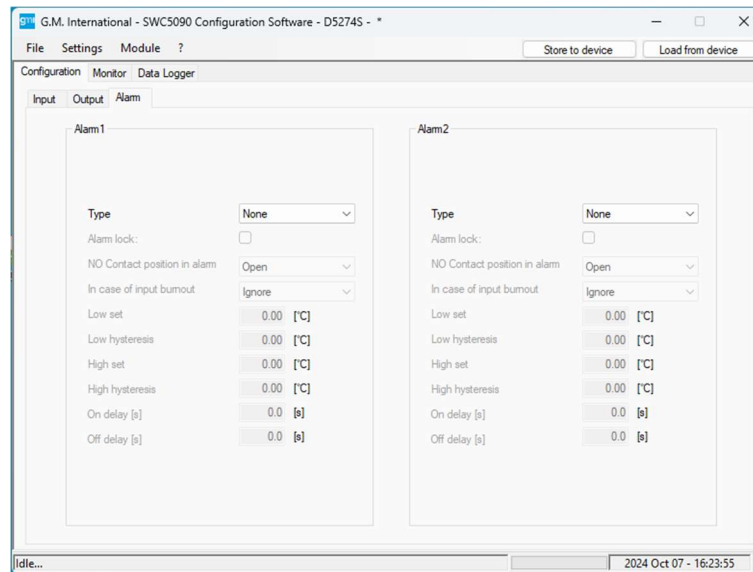 gmi G.M. International - SWC5090 Configuration Software - D5274S - *
File Settings Module ? Store to device Load from device
Configuration Monitor Data Logger
Input Output Alarm
Alarm1
Type None
Alarm lock:
NO Contact position in alarm Open
In case of input burnout Ignore
Low set 0.00 [°C]
Low hysteresis 0.00 [°C]
High set 0.00 [°C]
High hysteresis 0.00 [°C]
On delay [s] 0.0 [s]
Off delay [s] 0.0 [s]
Alarm2
Type None
Alarm lock:
NO Contact position in alarm Open
In case of input burnout Ignore
Low set 0.00 [°C]
Low hysteresis 0.00 [°C]
High set 0.00 [°C]
High hysteresis 0.00 [°C]
On delay [s] 0.0 [s]
Off delay [s] 0.0 [s]
Idle... 2024 Oct 07 - 16:23:55